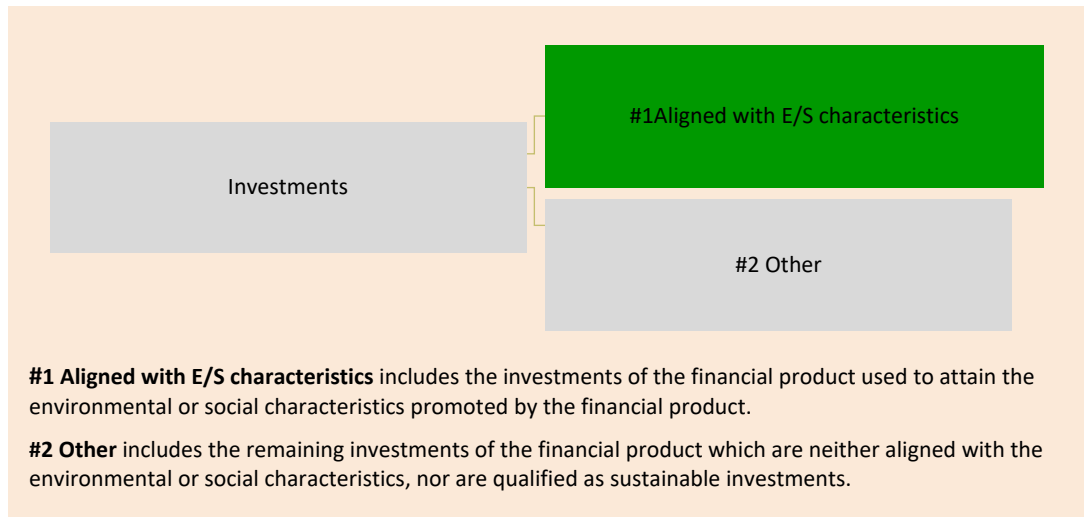 #1Aligned with E/S characteristics
Investments
#2 Other
#1 Aligned with E/S characteristics includes the investments of the financial product used to attain the
environmental or social characteristics promoted by the financial product.
#2 Other includes the remaining investments of the financial product which are neither aligned with the
environmental or social characteristics, nor are qualified as sustainable investments.